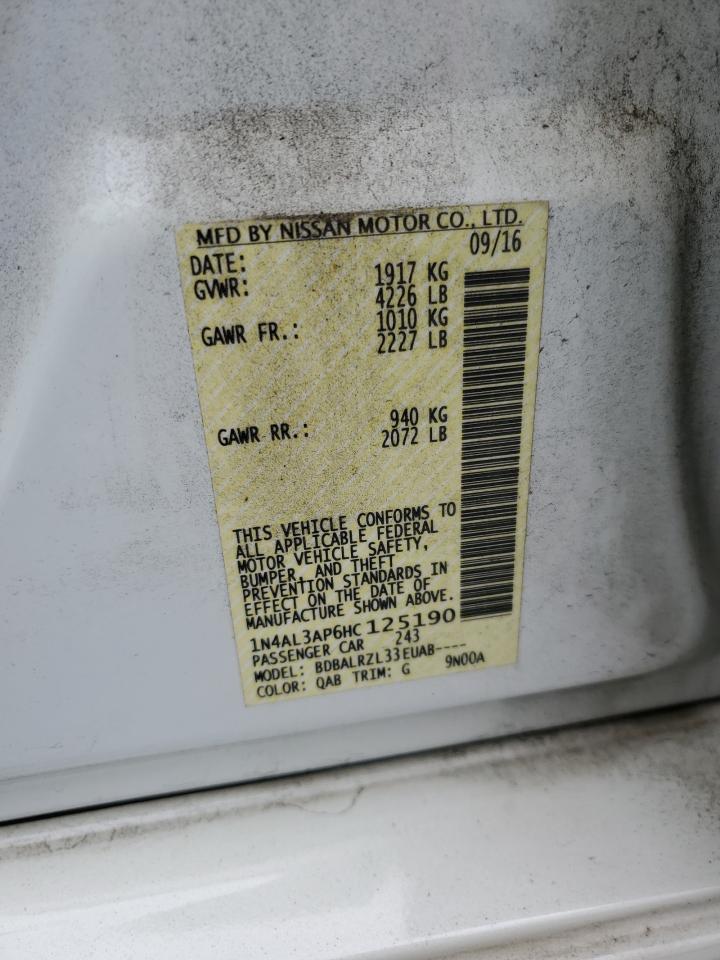 MFD BY NISSAN MOTOR CO., LTD.
DATE: 09/16
GVWR: 1917 KG
4226 LB
GAWR FR.: 1010 KG
2227 LB
GAWR RR.: 940 KG
2072 LB
THIS VEHICLE CONFORMS TO
ALL APPLICABLE FEDERAL
MOTOR VEHICLE SAFETY,
BUMPER, AND THEFT
PREVENTION STANDARDS IN
EFFECT ON THE DATE OF
MANUFACTURE SHOWN ABOVE.
1N4AL3AP6HC125190
PASSENGER CAR 243
MODEL: BDBALRZL33EUAB----
COLOR: QAB TRIM: G 9N00A